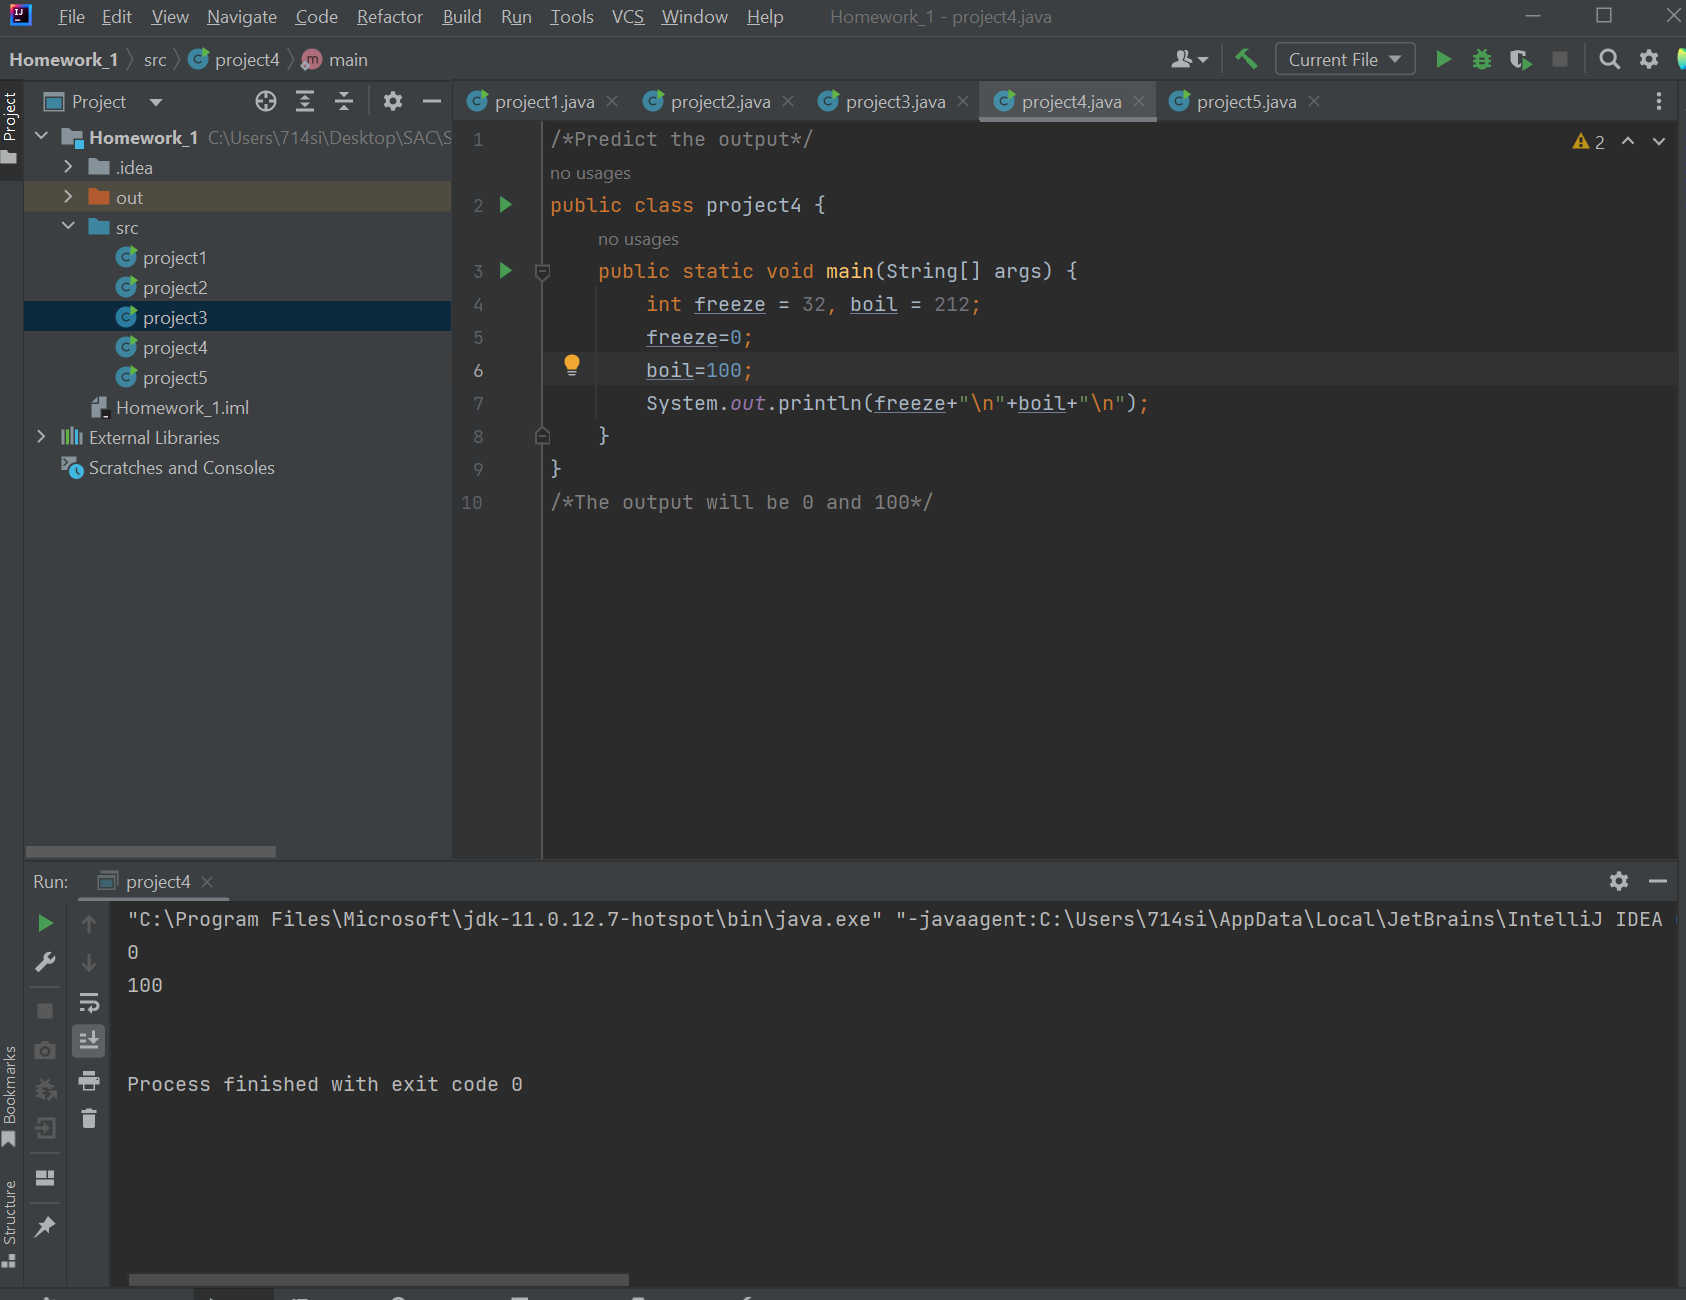 File Edit View Navigate Code Refactor Build Run Tools VCS Window Help Homework_1 - project4.java
Homework_1 src project4 m main Current File
Project
Project
project1.java project2.java project3.java project4.java project5.java
Homework_1 C:\Users\714si\Desktop\SAC\S
.idea
out
src
project1
project2
project3
project4
project5
Homework_1.iml
External Libraries
Scratches and Consoles
2
1 /*Predict the output*/
no usages
2 public class project4 {
no usages
3 public static void main(String[] args) {
4 int freeze = 32, boil = 212;
5 freeze=0;
6 boil=100;
7 System.out.println(freeze+"\n"+boil+"\n");
8 }
9 }
10 /*The output will be 0 and 100*/
Run: project4
"C:\Program Files\Microsoft\jdk-11.0.12.7-hotspot\bin\java.exe" "-javaagent:C:\Users\714si\AppData\Local\JetBrains\IntelliJ IDEA
0
100
Process finished with exit code 0
Bookmarks
Structure